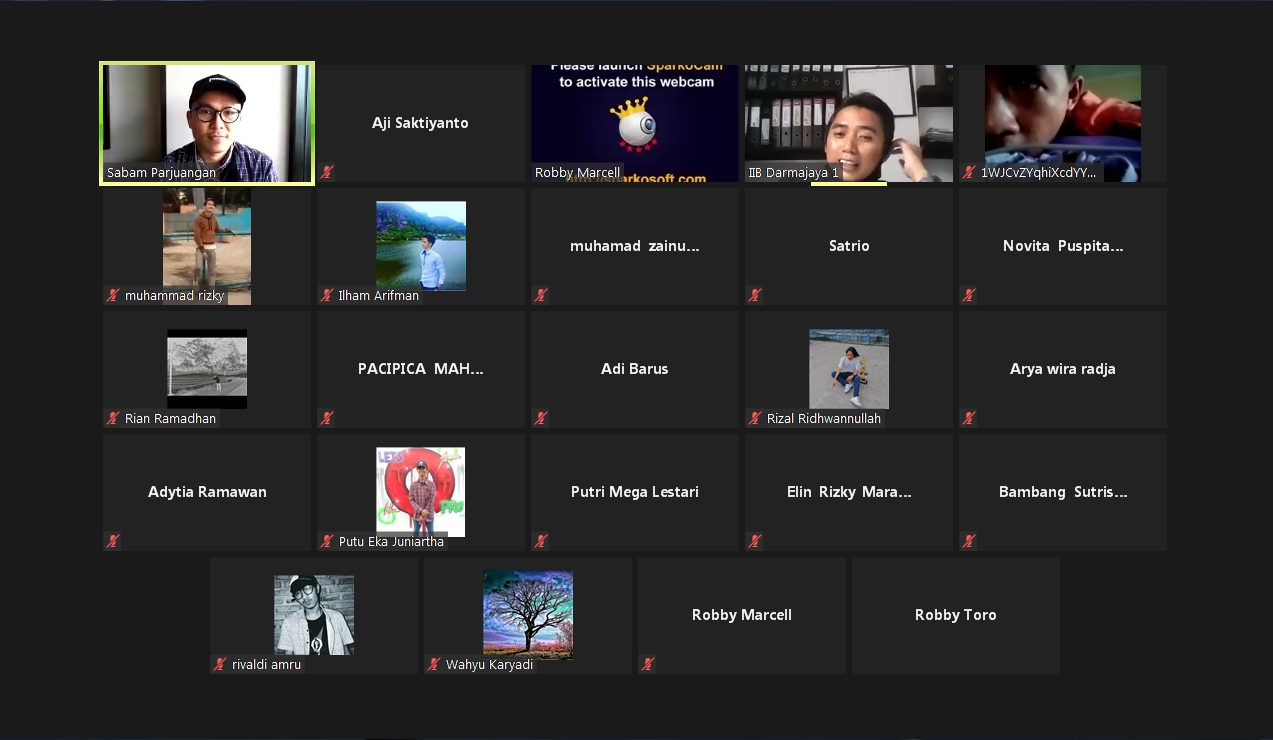 Please launch SparkoCam
to activate this webcam
http://sparkosoft.com
Sabam Parjuangan
Aji Saktiyanto
Robby Marcell
IIB Darmajaya 1
1WJCvZYqhiXcdYY...
muhammad rizky
Ilham Arifman
muhamad zainu...
Satrio
Novita Puspita...
Rian Ramadhan
PACIPICA MAH...
Adi Barus
Rizal Ridhwannullah
Arya wira radja
Adytia Ramawan
LET'S
PRO
Putu Eka Juniartha
Putri Mega Lestari
Elin Rizky Mara...
Bambang Sutris...
rivaldi amru
Wahyu Karyadi
Robby Marcell
Robby Toro